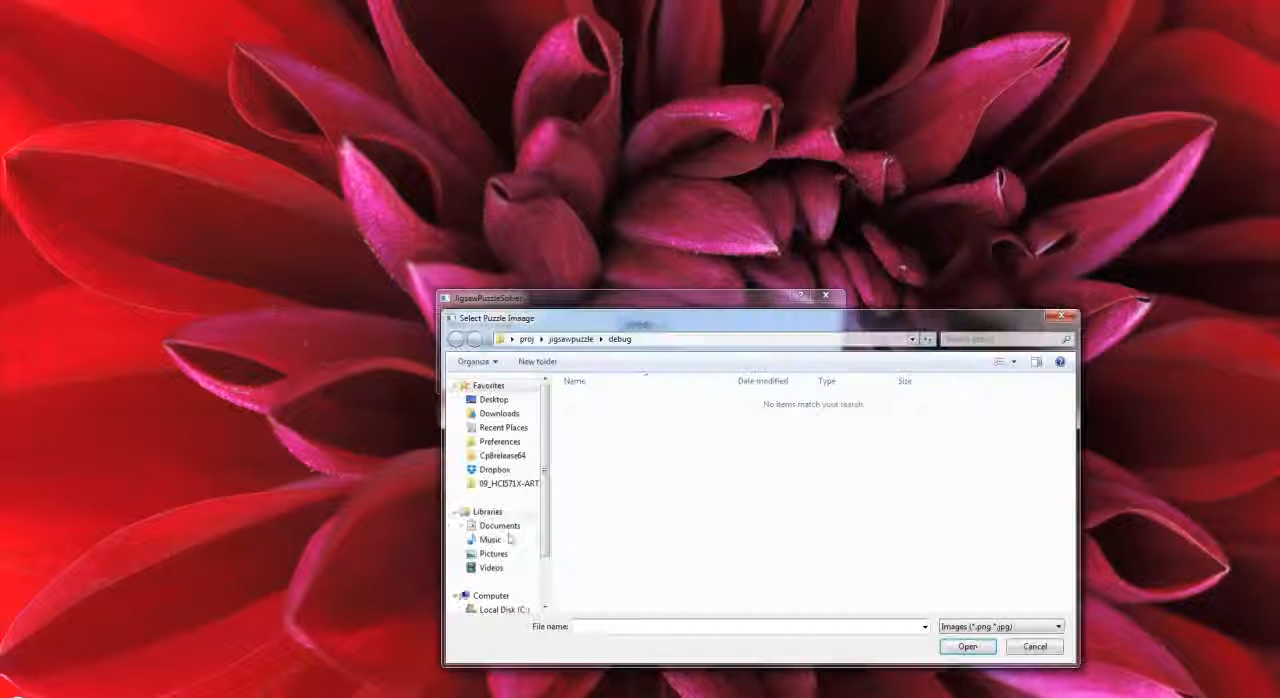 JigsawPuzzleSolver
Select Puzzle Imaage
proj jigsawpuzzle debug
Organize New folder
Name Date modified Type Size
No items match your search.
Favorites
Desktop
Downloads
Recent Places
Preferences
Cp8release64
Dropbox
09_HCI571X-ART
Libraries
Documents
Music
Pictures
Videos
Computer
Local Disk (C:)
File name: Images (*.png *.jpg)
Open Cancel